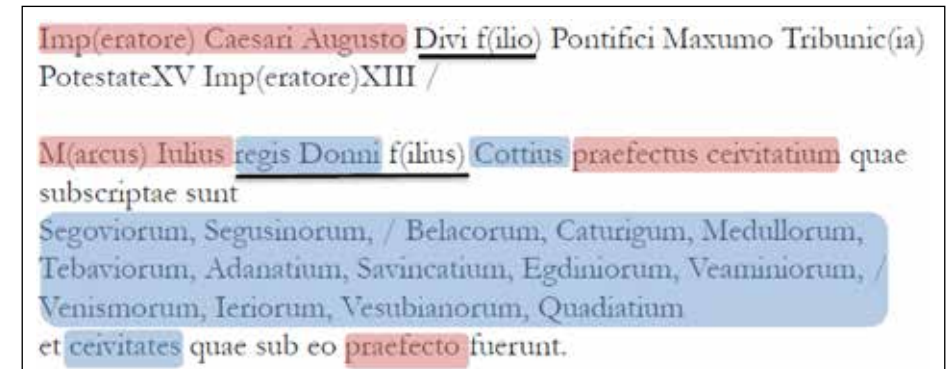 Imp(eratore) Caesari Augusto Divi f(ilio) Pontifici Maxumo Tribunic(ia)
PotestateXV Imp(eratore)XIII /
M(arcus) Iulius regis Donni f(ilius) Cottius praefectus ceivitatium quae
subscriptae sunt
Segoviorum, Segusinorum, / Belacorum, Caturigum, Medullorum,
Tebaviorum, Adanatium, Savincatium, Egdiniorum, Veaminiorum, /
Venismorum, Ieriorum, Vesubianorum, Quadiatium
et ceivitates quae sub eo praefecto fuerunt.